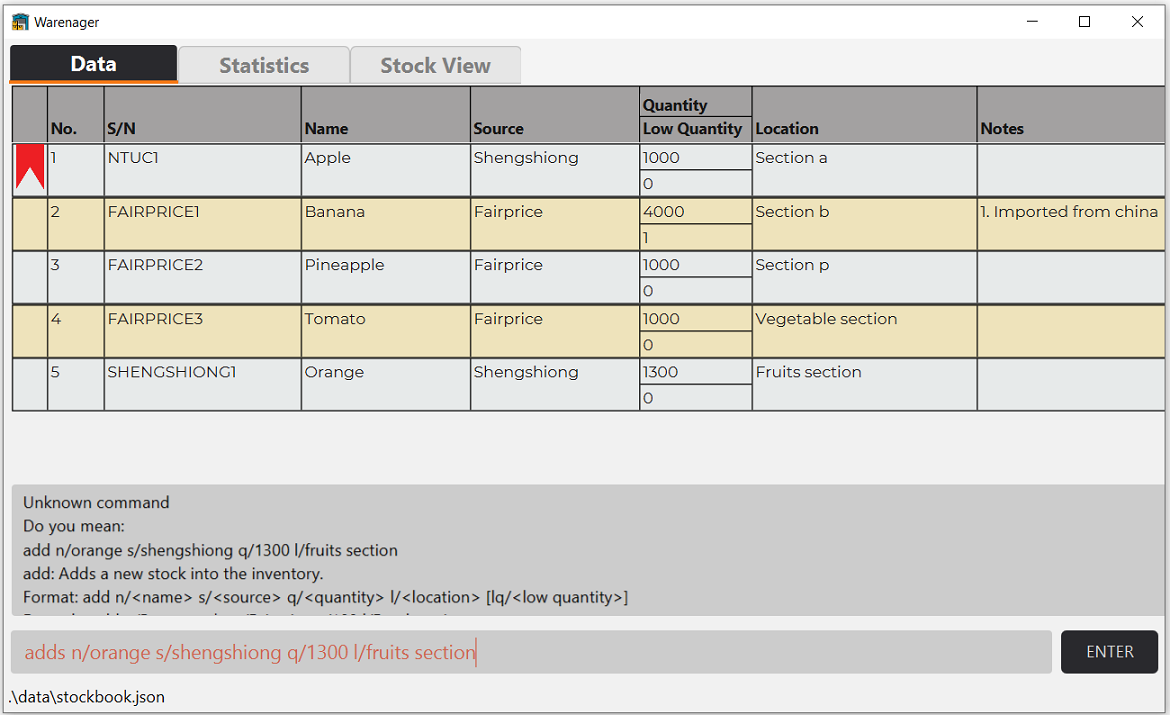 Warenager
Data Statistics Stock View
No. S/N Name Source Quantity Low Quantity Location Notes
1 NTUC1 Apple Shengshiong 1000 Section a
0
2 FAIRPRICE1 Banana Fairprice 4000 Section b 1. Imported from china
1
3 FAIRPRICE2 Pineapple Fairprice 1000 Section p
0
4 FAIRPRICE3 Tomato Fairprice 1000 Vegetable section
0
5 SHENGSHIONG1 Orange Shengshiong 1300 Fruits section
0
Unknown command
Do you mean:
add n/orange s/shengshiong q/1300 l/fruits section
add: Adds a new stock into the inventory.
Format: add n/<name> s/<source> q/<quantity> l/<location> [lq/<low quantity>]
adds n/orange s/shengshiong q/1300 l/fruits section
ENTER
.\data\stockbook.json